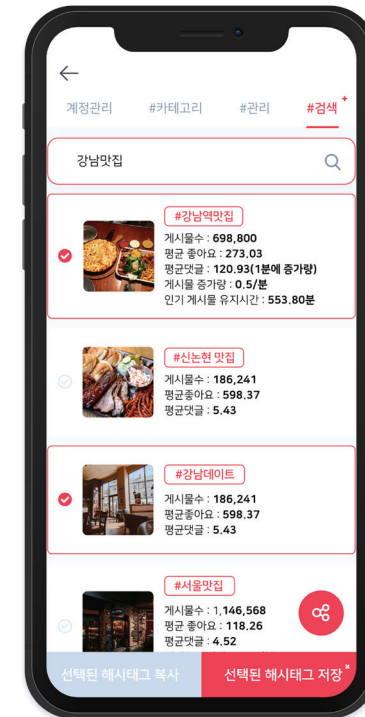 계정관리 #카테고리 #관리 #검색
강남맛집
#강남역맛집
게시물수 : 698,800
평균 좋아요 : 273.03
평균댓글 : 120.93(1분에 증가량)
게시물 증가량 : 0.5/분
인기 게시물 유지시간 : 553.80분
#신논현 맛집
게시물수 : 186,241
평균좋아요 : 598.37
평균댓글 : 5.43
#강남데이트
게시물수 : 186,241
평균좋아요 : 598.37
평균댓글 : 5.43
#서울맛집
게시물수 : 1,146,568
평균 좋아요 : 118.26
평균댓글 : 4.52
선택된 해시태그 복사 선택된 해시태그 저장